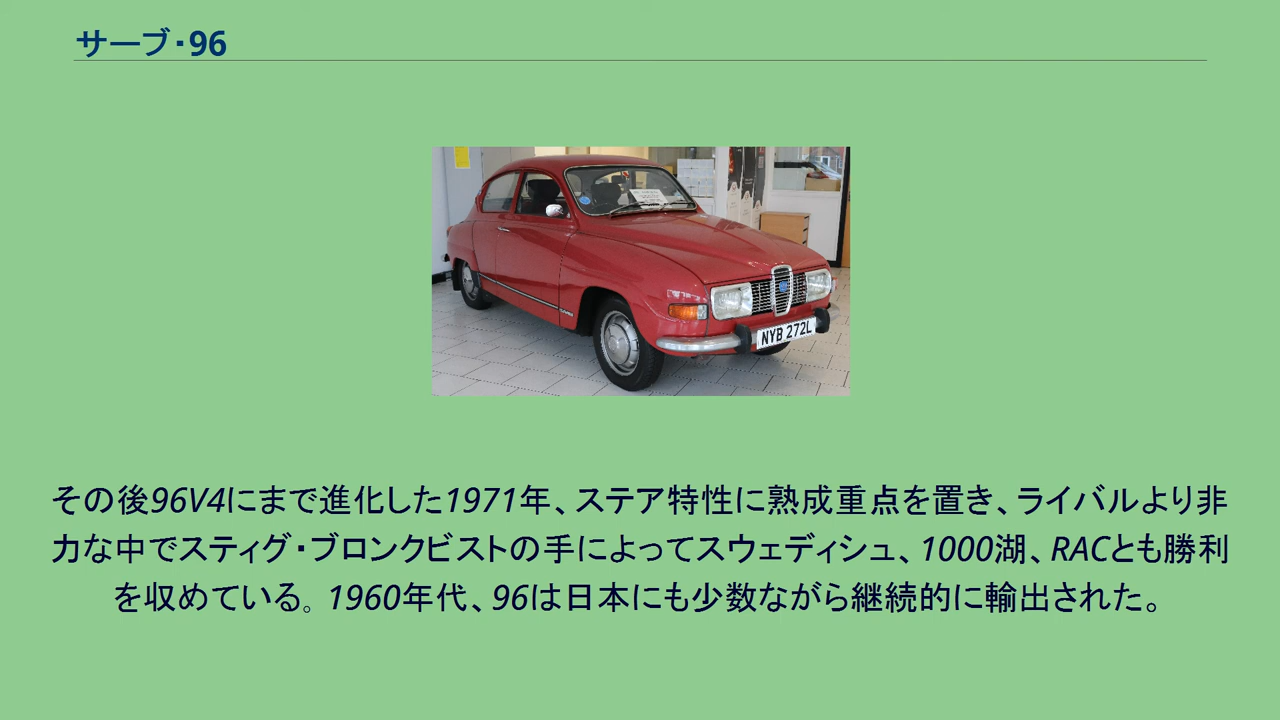 サーブ・96
NYB 272L
その後96V4にまで進化した1971年、ステア特性に熟成重点を置き、ライバルより非
力な中でスティグ・ブロンクビストの手によってスウェディシュ、1000湖、RACとも勝利
を収めている。1960年代、96は日本にも少数ながら継続的に輸出された。